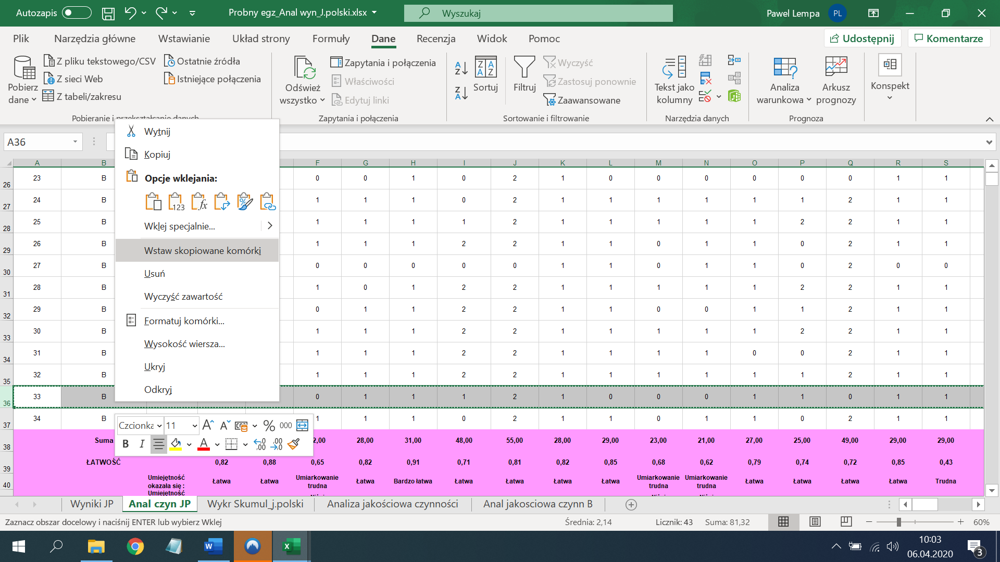 Autozapis
Probny egz_Anal wyn_J.polski.xlsx
Wyszukaj
Pawel Lempa PL
Plik Narzędzia główne Wstawianie Układ strony Formuły Dane Recenzja Widok Pomoc
Udostępnij Komentarze
Pobierz dane
Z pliku tekstowego/CSV
Z sieci Web
Z tabeli/zakresu
Ostatnie źródła
Istniejące połączenia
Pobieranie i przekształcanie danych
Odśwież wszystko
Zapytania i połączenia
Właściwości
Edytuj linki
Zapytania i połączenia
Sortuj
Filtruj
Wyczyść
Zastosuj ponownie
Zaawansowane
Sortowanie i filtrowanie
Tekst jako kolumny
Narzędzia danych
Analiza warunkowa
Arkusz prognozy
Prognoza
Konspekt
A36
Wytnij
Kopiuj
Opcje wklejania:
Wklej specjalnie...
Wstaw skopiowane komórki
Usuń
Wyczyść zawartość
Formatuj komórki...
Wysokość wiersza...
Ukryj
Odkryj
Czcionka 11 % 000
B I A
A B F G H I J K L M N O P Q R S
26 23 B 0 0 1 0 2 1 0 0 0 0 0 0 1 1
27 24 B 1 1 1 0 2 1 1 1 1 1 1 2 1 1
28 25 B 1 1 1 1 2 1 1 1 1 1 2 2 1 1
29 26 B 1 1 1 2 2 1 1 0 1 1 0 2 1 1
30 27 B 0 0 0 0 0 1 1 0 1 1 0 2 0 0
31 28 B 1 0 1 2 2 1 1 1 1 1 2 2 1 1
32 29 B 0 1 1 2 2 1 1 0 0 1 1 2 1 1
33 30 B 1 1 1 2 2 1 1 1 1 1 2 2 1 1
34 31 B 1 1 1 2 2 1 1 1 1 0 0 2 1 1
35 32 B 1 1 1 2 2 1 1 1 1 1 1 2 1 1
36 33 B 0 1 1 1 2 1 0 0 0 1 1 0 1 1
37 34 B 1 1 1 0 2 1 1 0 1 1 0 2 1 1
38 Suma 2,00 28,00 31,00 48,00 55,00 28,00 29,00 23,00 21,00 27,00 25,00 49,00 29,00 29,00
39 ŁATWOŚĆ 0,82 0,88 0,65 0,82 0,91 0,71 0,81 0,82 0,85 0,68 0,62 0,79 0,74 0,72 0,85 0,43
40 Umiejętność okazała się : Łatwa Łatwa Umiarkowanie trudna Łatwa Bardzo łatwa Łatwa Łatwa Łatwa Łatwa Umiarkowanie trudna Umiarkowanie trudna Łatwa Łatwa Łatwa Łatwa Trudna
Umiejętność
Wyniki JP Anal czyn JP Wykr Skumul_j.polski Analiza jakościowa czynności Anal jakosciowa czynn B
Zaznacz obszar docelowy i naciśnij ENTER lub wybierz Wklej
Średnia: 2,14 Licznik: 43 Suma: 81,32
60%
10:03
06.04.2020
3